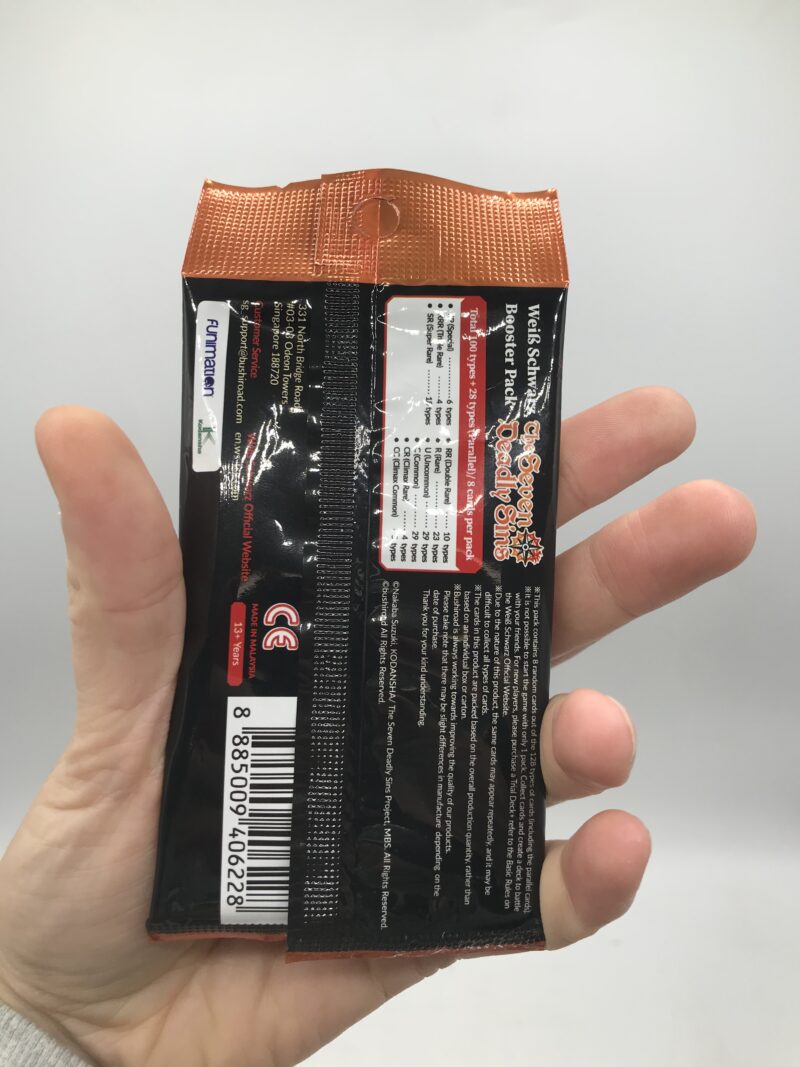 Weiß Schwarz
Booster Pack
The Seven
Deadly Sins
Total 100 types + 28 types (Parallel)/ 8 cards per pack
(Special) ........ 6 types
RRR (Triple Rare) ........ 4 types
SR (Super Rare) ........ types
RR (Double Rare) ........ 10 types
R (Rare) ........ 23 types
U (Uncommon) ........ 29 types
C (Common) ........ 29 types
CR (Climax Rare) ........ 4 types
CC (Climax Common) types
※This pack contains 8 random cards out of the 128 types of cards (including the parallel cards).
※It is not possible to start the game with only 1 pack. Collect cards and create a deck to battle
with your friends. For new players, please purchase a Trial Deck+ refer to the Basic Rules on
the Weiß Schwarz Official Website.
※Due to the nature of this product, the same cards may appear repeatedly, and it may be
difficult to collect all types of cards.
※The cards in this product are packed based on the overall production quantity, rather than
based on an individual box or carton.
※Bushiroad is always working towards improving the quality of our products.
Please take note that there may be slight differences in manufacture depending on the
date of purchase.
Thank you for your kind understanding.
©Nakaba Suzuki, KODANSHA/ The Seven Deadly Sins Project, MBS. All Rights Reserved.
©bushiroad All Rights Reserved.
331 North Bridge Road
#03-08 Odeon Towers
Singapore 188720
Customer Service
sg_support@bushiroad.com
Official Website
FUNIMATION
Kodansha
CE
MADE IN MALAYSIA
13+ Years
8 885009 406228